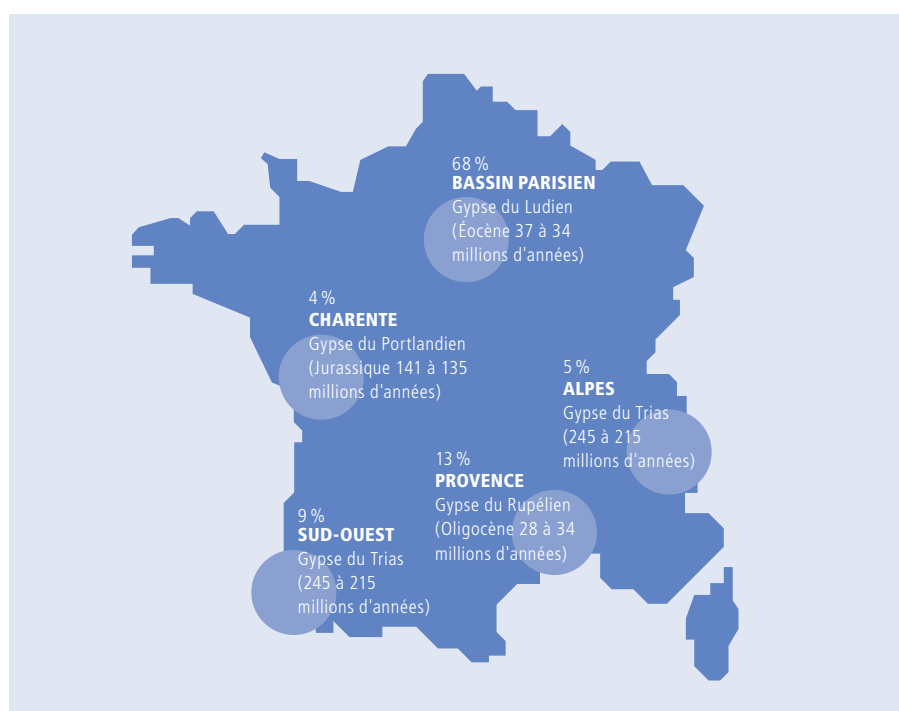 68 %
BASSIN PARISIEN
Gypse du Ludien
(Éocène 37 à 34
millions d'années)
4 %
CHARENTE
Gypse du Portlandien
(Jurassique 141 à 135
millions d'années)
5 %
ALPES
Gypse du Trias
(245 à 215
millions d'années)
13 %
PROVENCE
Gypse du Rupélien
(Oligocène 28 à 34
millions d'années)
9 %
SUD-OUEST
Gypse du Trias
(245 à 215
millions d'années)